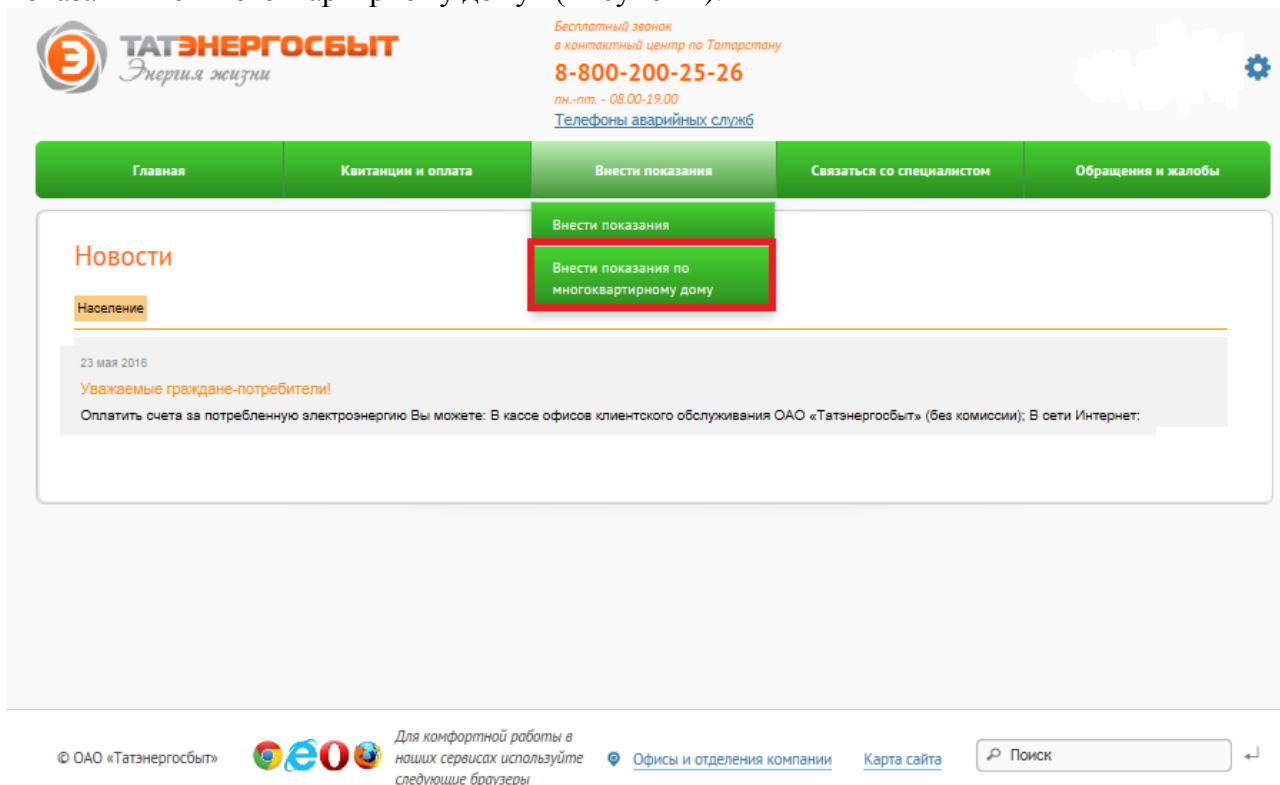 ТАТЭНЕРГОСБЫТ
Энергия жизни
Бесплатный звонок
в контактный центр по Татарстану
8-800-200-25-26
пн.-пт. - 08.00-19.00
Телефоны аварийных служб
Главная
Квитанции и оплата
Внести показания
Связаться со специалистом
Обращения и жалобы
Внести показания
Внести показания по
многоквартирному дому
Новости
Население
23 мая 2016
Уважаемые граждане-потребители!
Оплатить счета за потребленную электроэнергию Вы можете: В кассе офисов клиентского обслуживания ОАО «Татэнергосбыт» (без комиссии); В сети Интернет:
© ОАО «Татэнергосбыт»
Для комфортной работы в
наших сервисах используйте
следующие браузеры
Офисы и отделения компании
Карта сайта
Поиск